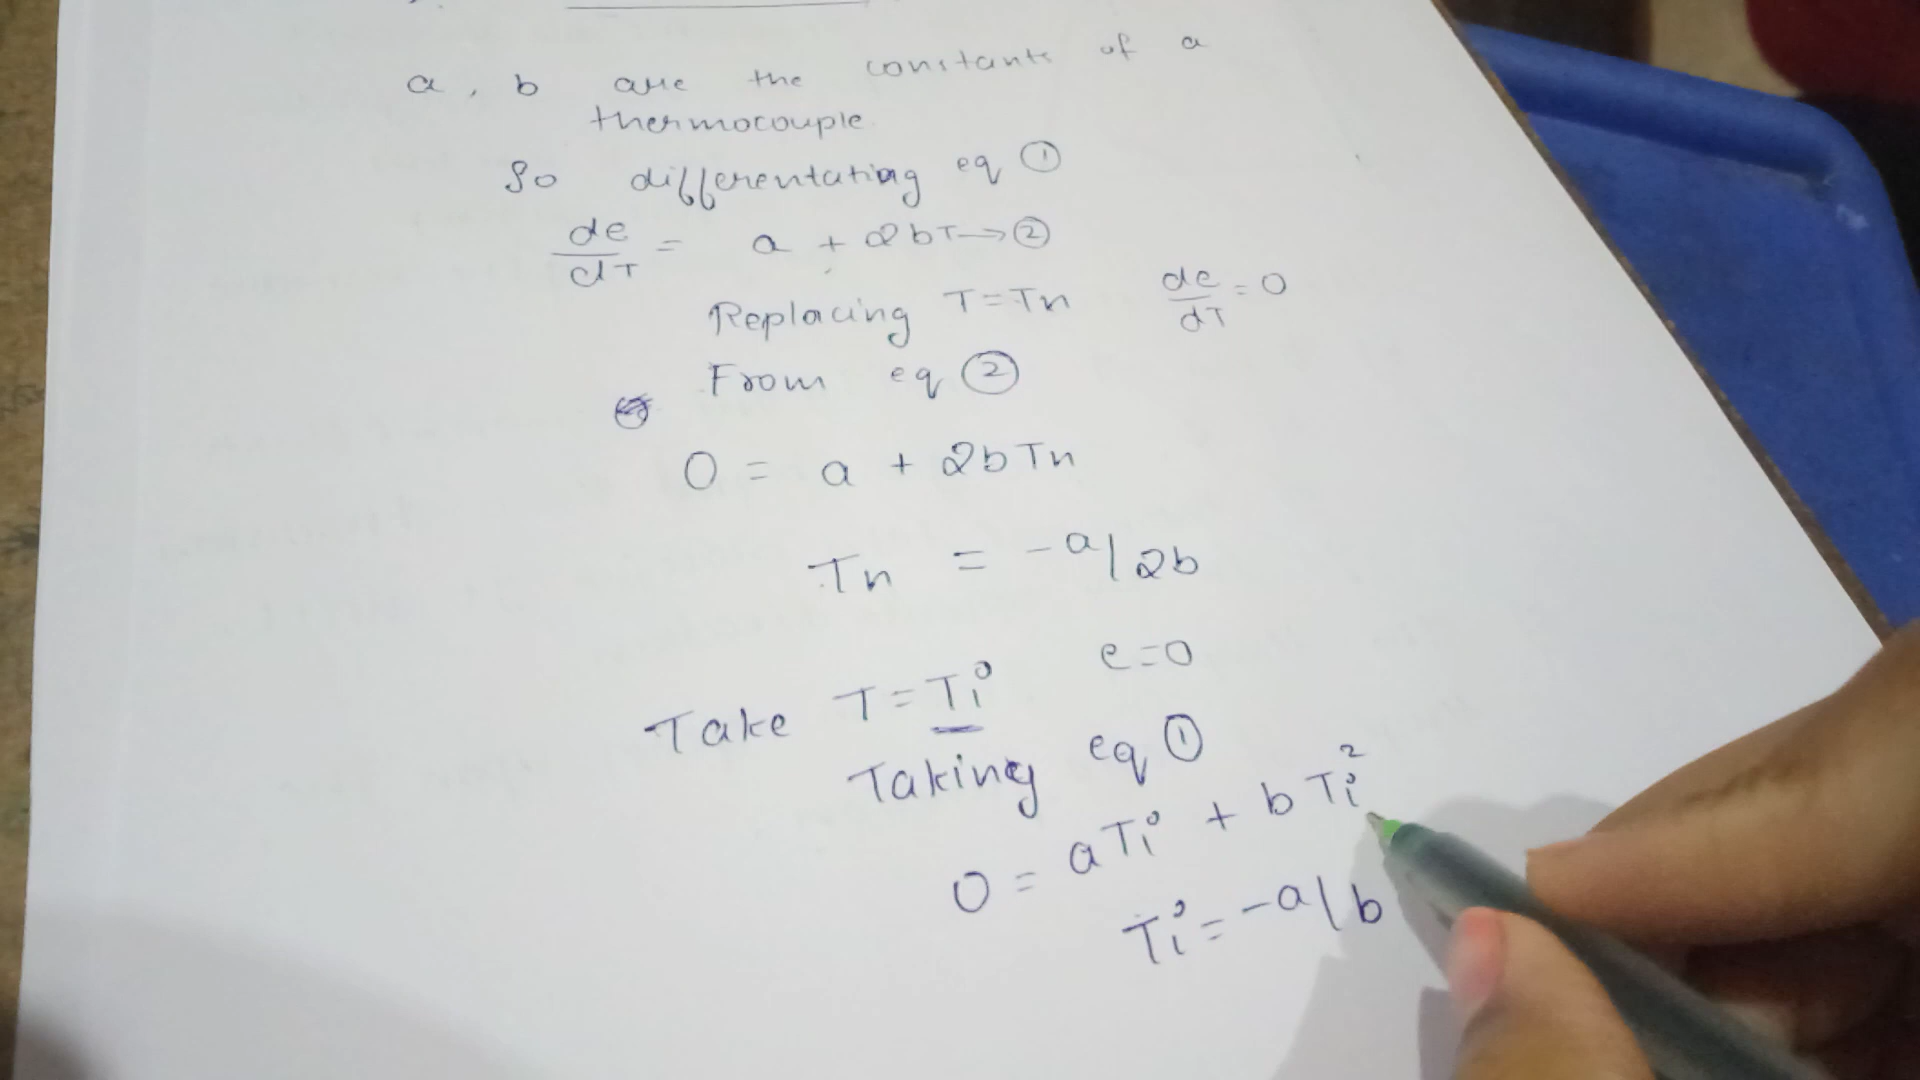 a, b are the constants of a
thermocouple
So differentating eq ①
de/dT = a + 2bT → ②
Replacing T = Tn de/dT = 0
From eq ②
0 = a + 2bTn
Tn = -a/2b
Take T = Ti e = 0
Taking eq ①
0 = aTi + bTi²
Ti = -a/b